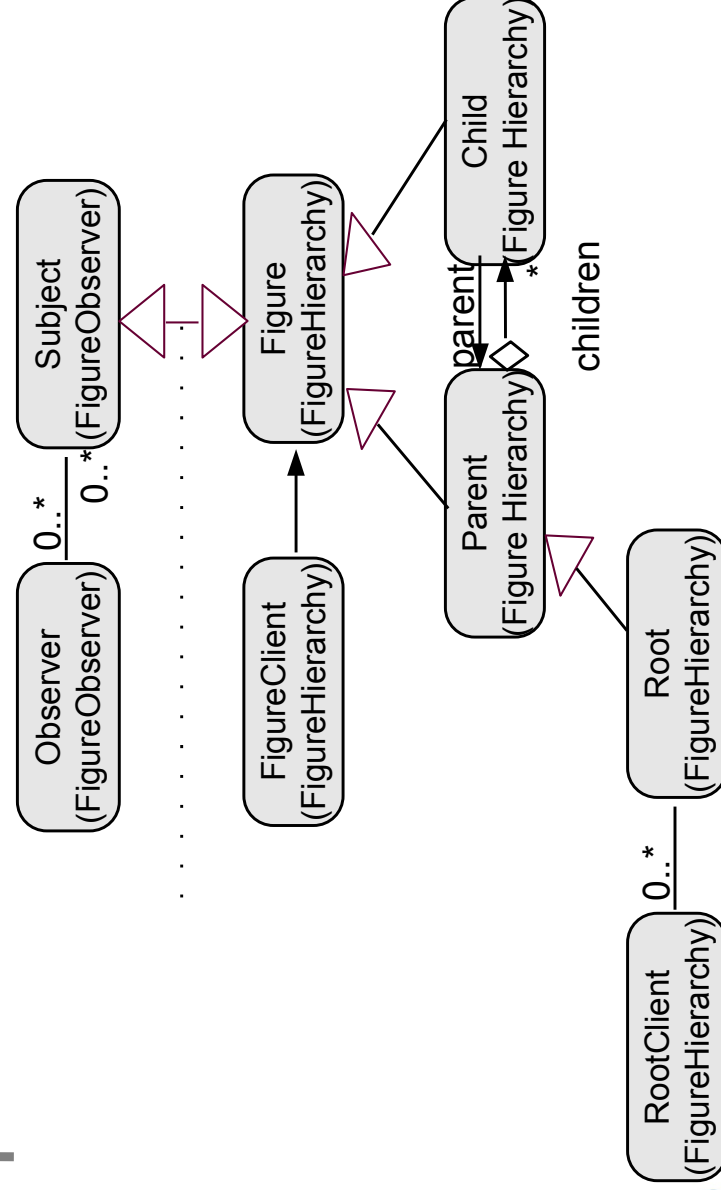 Observer
(FigureObserver)
0..*
0..*
Subject
(FigureObserver)
FigureClient
(FigureHierarchy)
Figure
(FigureHierarchy)
Parent
(Figure Hierarchy)
parent
Child
(Figure Hierarchy)
*
children
RootClient
(FigureHierarchy)
0..*
Root
(FigureHierarchy)